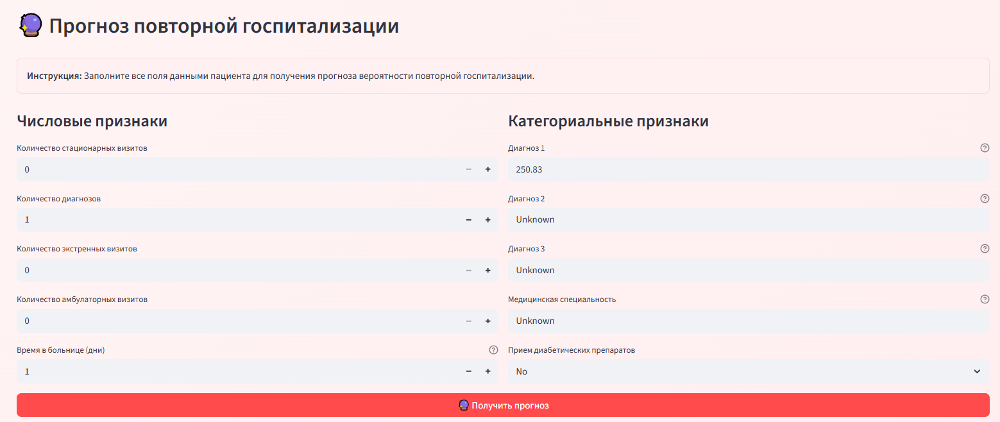 Прогноз повторной госпитализации
Инструкция: Заполните все поля данными пациента для получения прогноза вероятности повторной госпитализации.
Числовые признаки
Количество стационарных визитов
0
Количество диагнозов
1
Количество экстренных визитов
0
Количество амбулаторных визитов
0
Время в больнице (дни)
1
Категориальные признаки
Диагноз 1
250.83
Диагноз 2
Unknown
Диагноз 3
Unknown
Медицинская специальность
Unknown
Прием диабетических препаратов
No
Получить прогноз